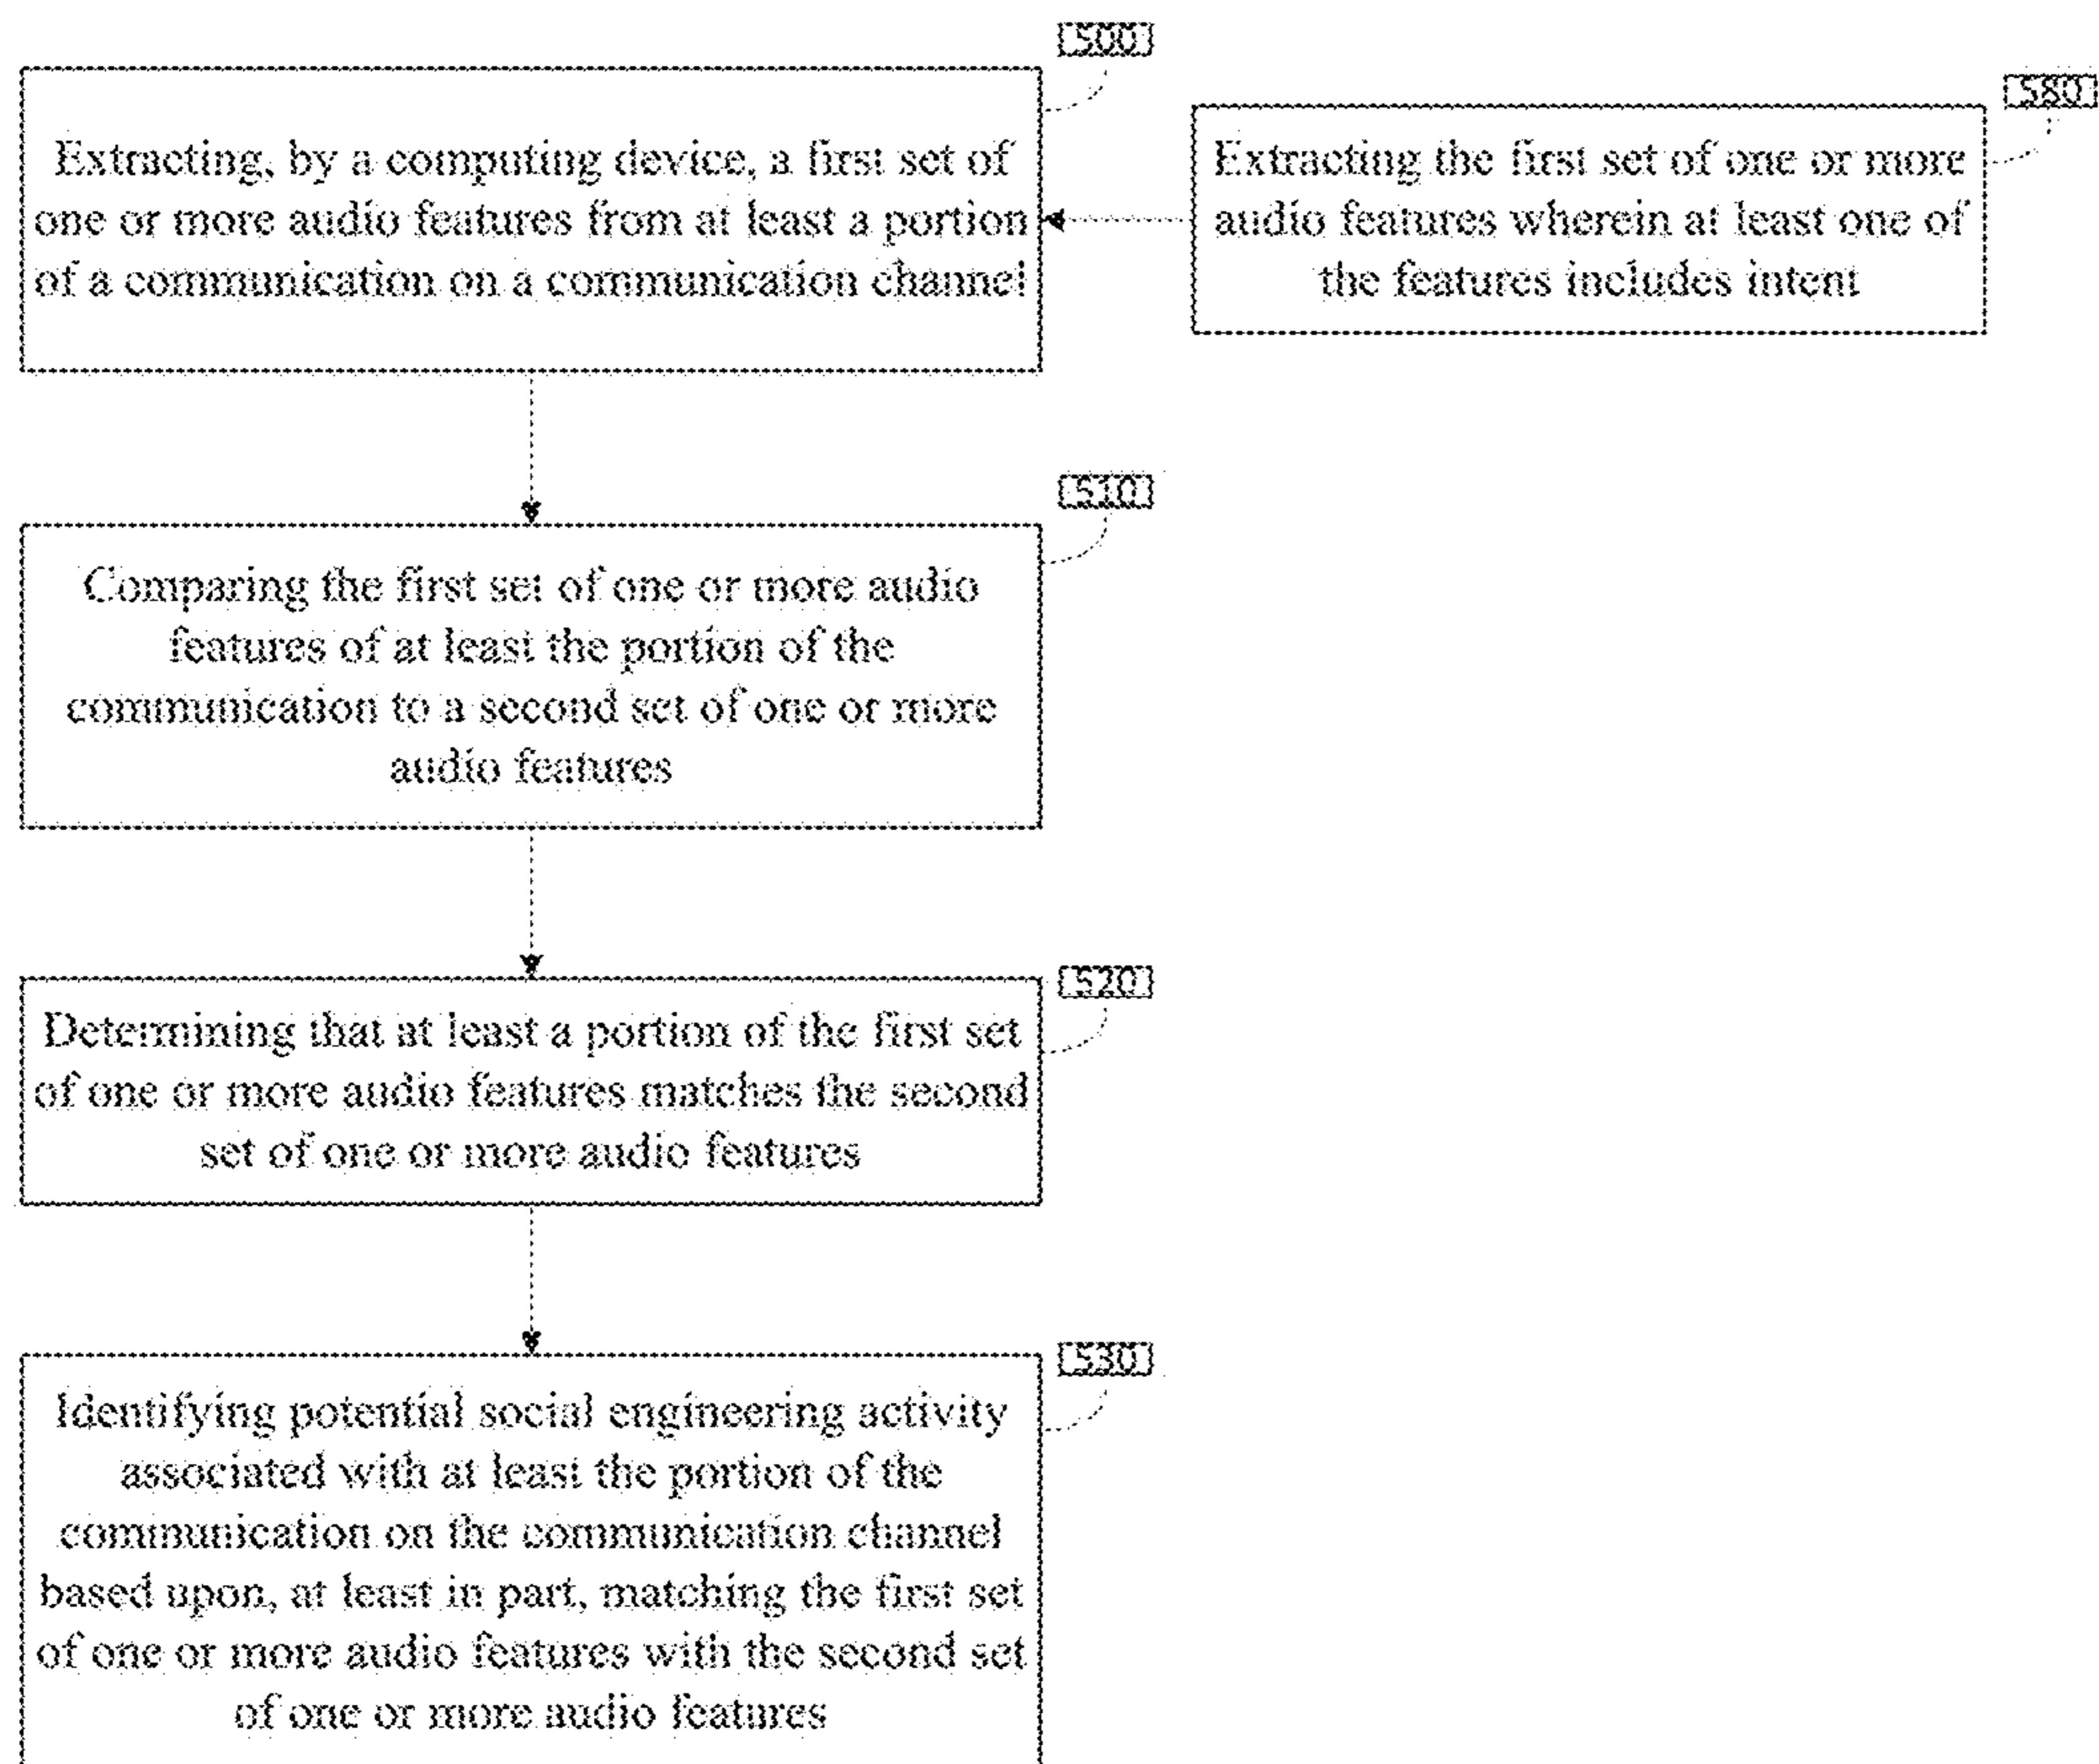 500
Extracting, by a computing device, a first set of
one or more audio features from at least a portion
of a communication on a communication channel
580
Extracting the first set of one or more
audio features wherein at least one of
the features includes intent
510
Comparing the first set of one or more audio
features of at least the portion of the
communication to a second set of one or more
audio features
520
Determining that at least a portion of the first set
of one or more audio features matches the second
set of one or more audio features
530
Identifying potential social engineering activity
associated with at least the portion of the
communication on the communication channel
based upon, at least in part, matching the first set
of one or more audio features with the second set
of one or more audio features